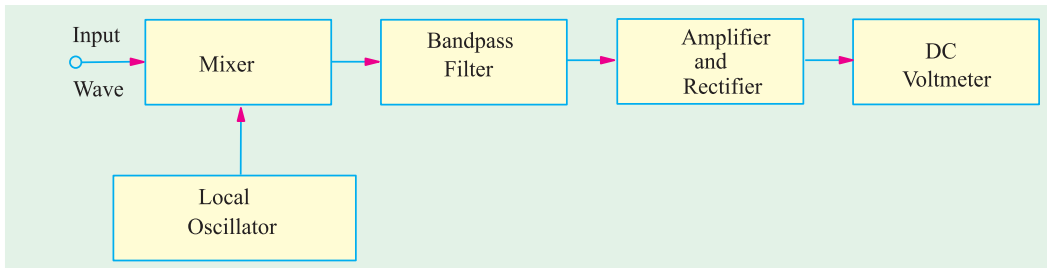 Input
Wave
Mixer
Bandpass
Filter
Amplifier
and
Rectifier
DC
Voltmeter
Local
Oscillator